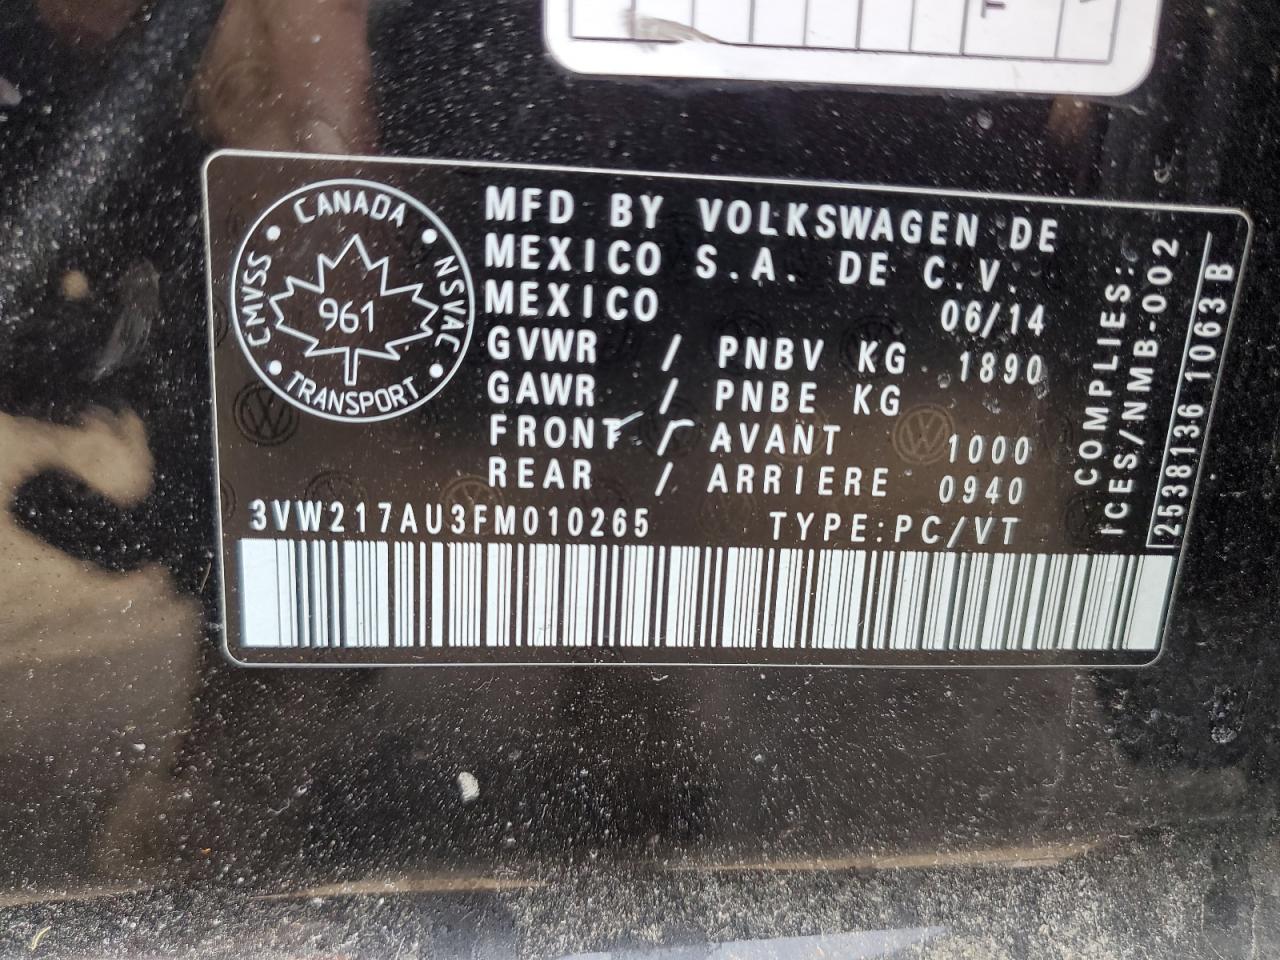 CANADA
CMVSS
NSVAC
961
TRANSPORT
MFD BY VOLKSWAGEN DE
MEXICO S.A. DE C.V.
MEXICO 06/14
GVWR / PNBV KG 1890
GAWR / PNBE KG
FRONT / AVANT 1000
REAR / ARRIERE 0940
3VW217AU3FM010265 TYPE:PC/VT
COMPLIES:
ICES/NMB-002
2538136 1063 B